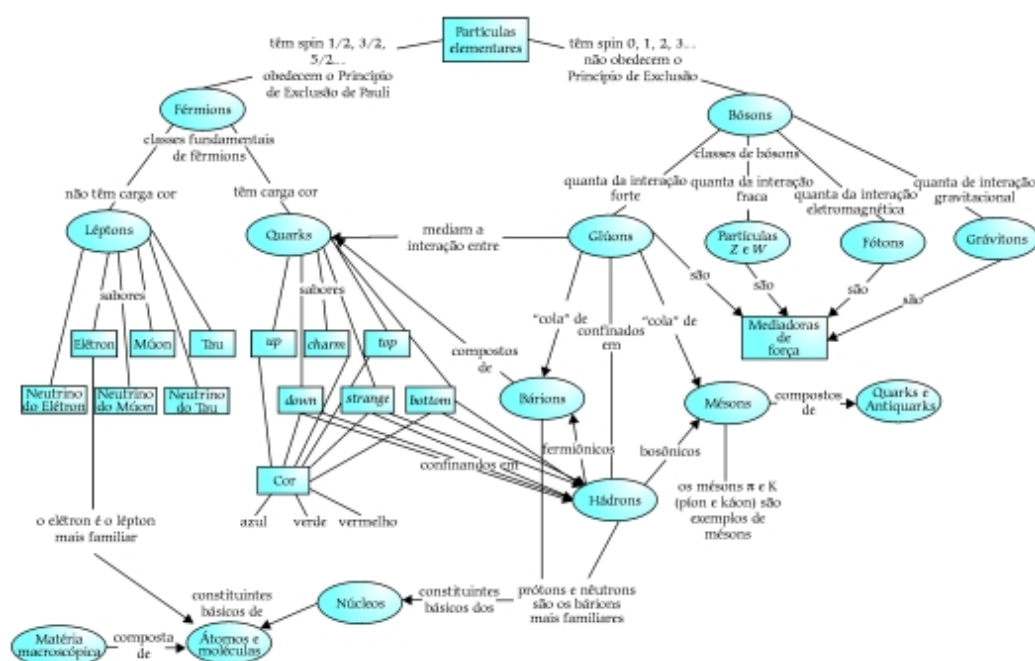 Partículas
elementares
têm spin 1/2, 3/2,
5/2...
obedecem o Princípio
de Exclusão de Pauli
têm spin 0, 1, 2, 3...
não obedecem o
Princípio de Exclusão
Férmions
Bósons
classes fundamentais
de férmions
classes de bósons
não têm carga cor
têm carga cor
quanta da interação
forte
quanta da interação
fraca
quanta da interação
eletromagnética
quanta de interação
gravitacional
Léptons
Quarks
mediam a
interação entre
Glúons
Partículas
Z e W
Fótons
Grávitons
sabores
sabores
são
são
são
são
Elétron
Múon
Tau
up
charm
top
"cola" de
confinados
em
"cola" de
Mediadoras
de
força
compostos
de
Neutrino
do Elétron
Neutrino
do Múon
Neutrino
do Tau
down
strange
bottom
Bárions
Mésons
compostos
de
Quarks e
Antiquarks
fermiônicos
bosônicos
confinandos em
Cor
Hádrons
os mésons π e K
(píon e káon) são
exemplos de
mésons
azul
verde
vermelho
o elétron é o lépton
mais familiar
constituintes
básicos de
Núcleos
constituintes
básicos dos
prótons e nêutrons
são os bárions
mais familiares
Matéria
macroscópica
composta
de
Átomos e
moléculas